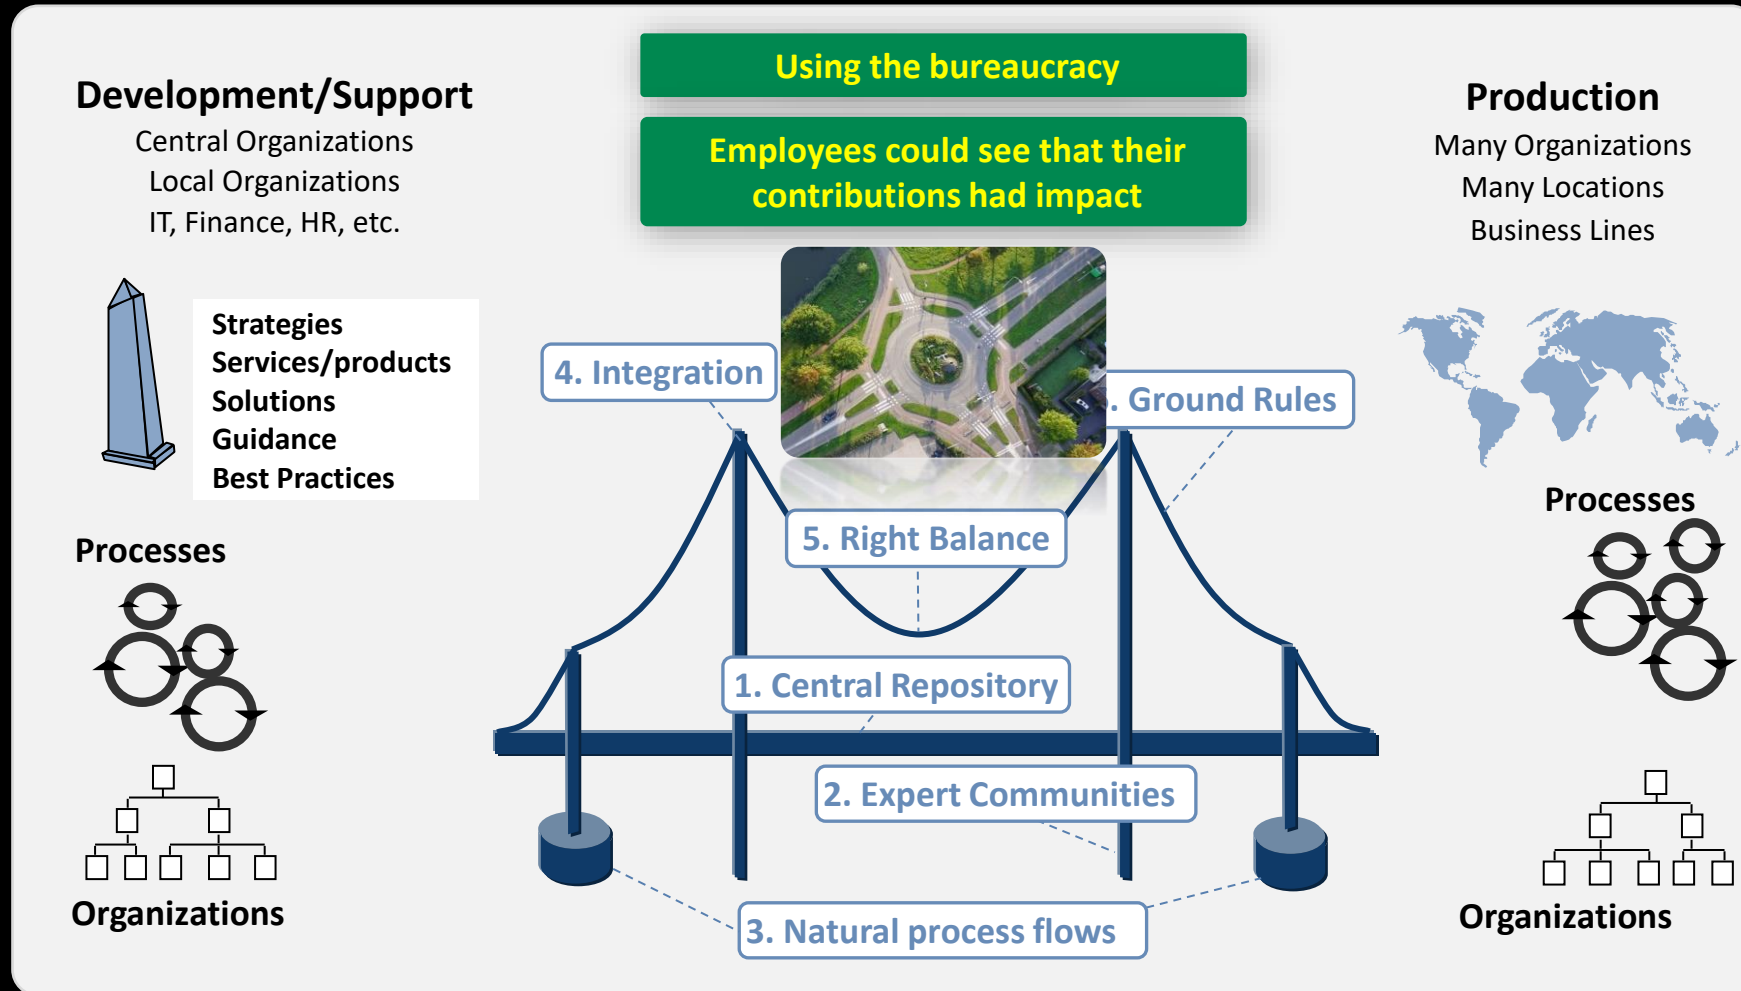 Using the bureaucracy
Employees could see that their
contributions had impact
Development/Support
Central Organizations
Local Organizations
IT, Finance, HR, etc.
Strategies
Services/products
Solutions
Guidance
Best Practices
Processes
Organizations
4. Integration
. Ground Rules
5. Right Balance
1. Central Repository
2. Expert Communities
3. Natural process flows
Production
Many Organizations
Many Locations
Business Lines
Processes
Organizations